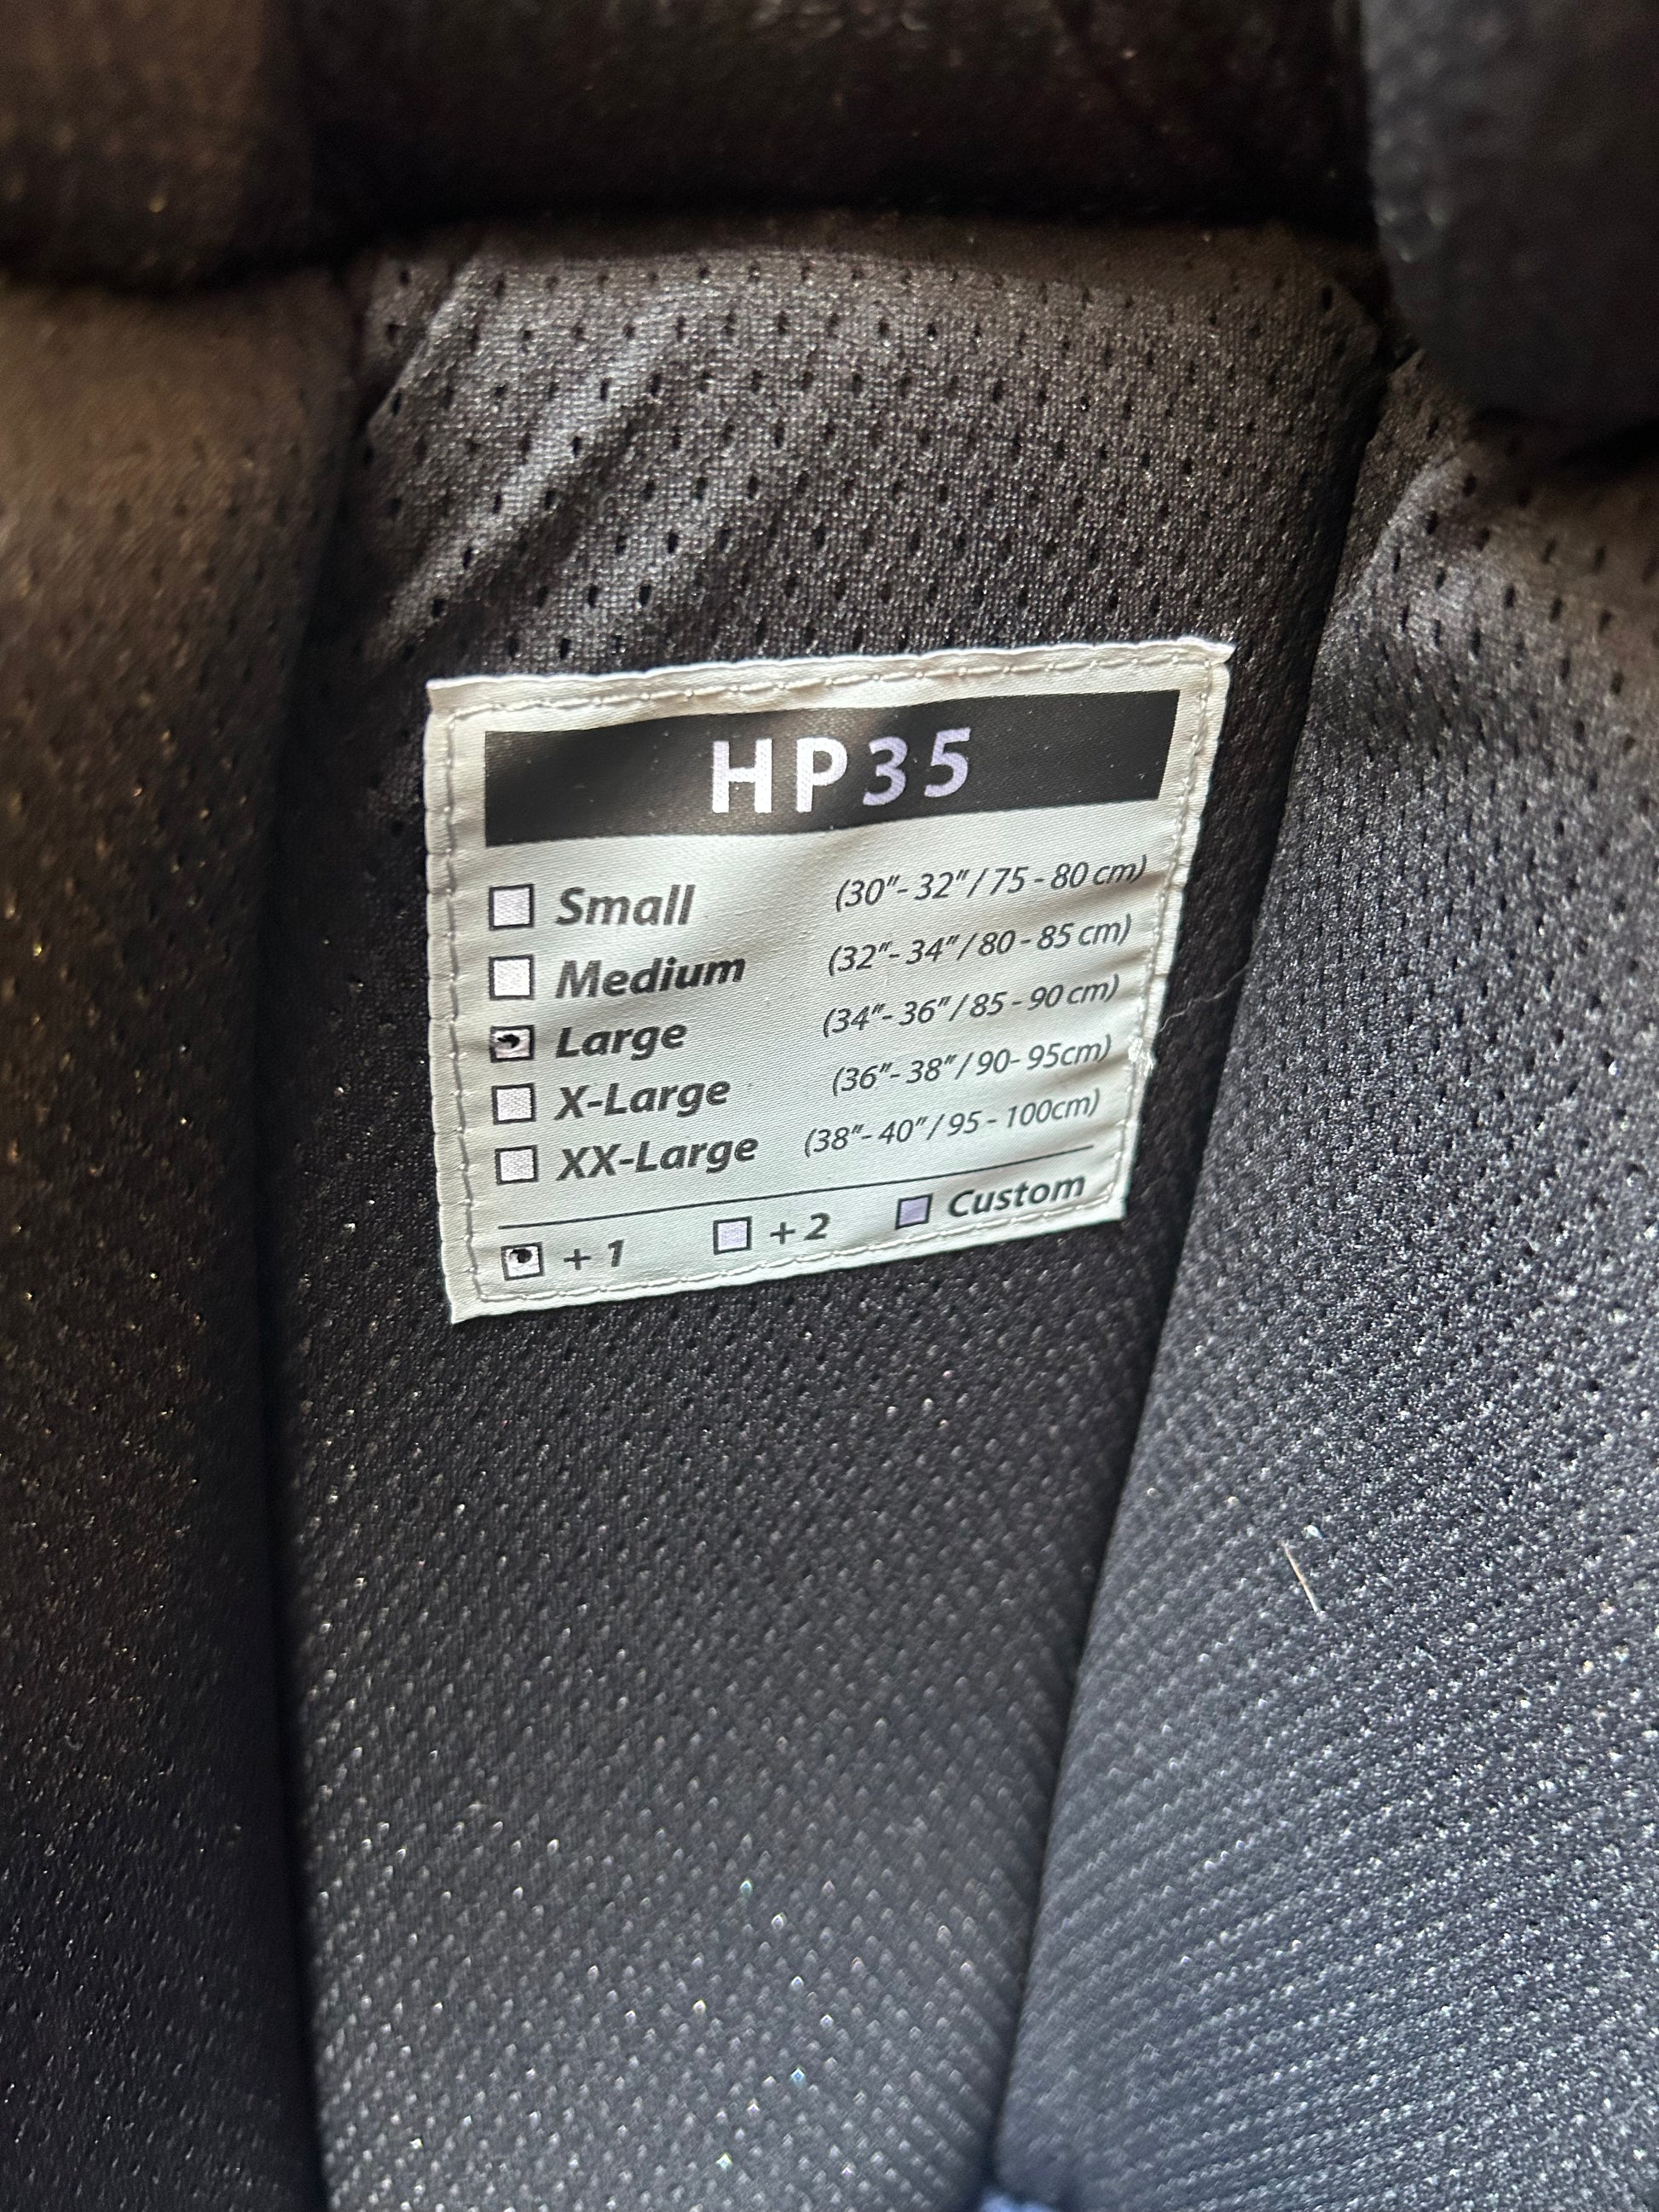 HP35
Small (30"- 32"/ 75 - 80 cm)
Medium (32"- 34"/ 80 - 85 cm)
Large (34"- 36"/ 85 - 90 cm)
X-Large (36"- 38"/ 90- 95cm)
XX-Large (38"- 40"/ 95 - 100cm)
+ 1 + 2 Custom